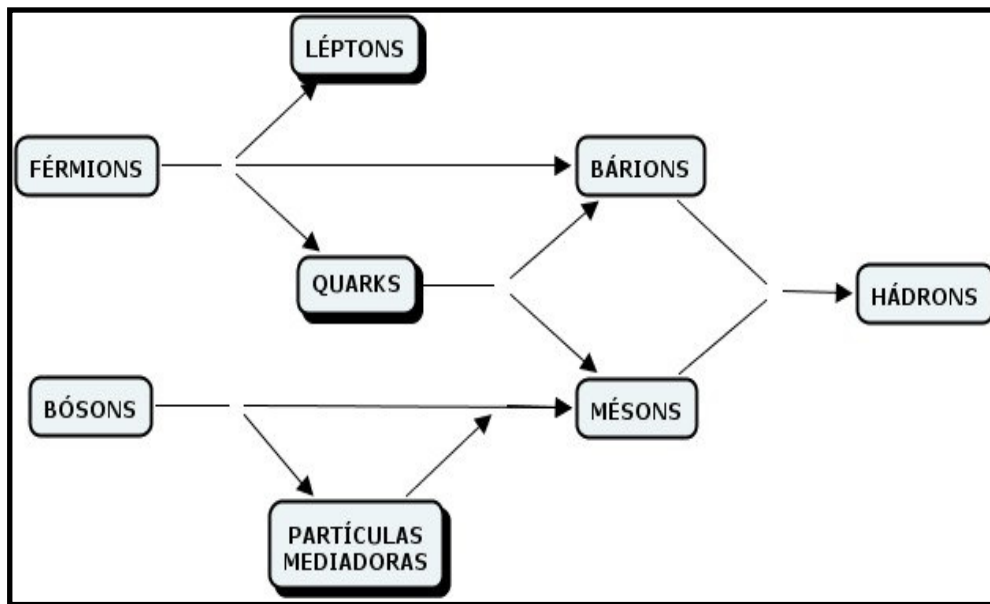 LÉPTONS
FÉRMIONS
BÁRIONS
QUARKS
HÁDRONS
BÓSONS
MÉSONS
PARTÍCULAS
MEDIADORAS